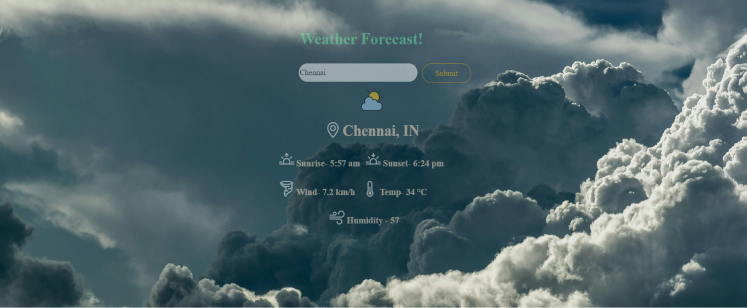 Weather Forecast!
Chennai Submit
Chennai, IN
Sunrise- 5:57 am Sunset- 6:24 pm
Wind- 7.2 km/h Temp- 34 °C
Humidity - 57